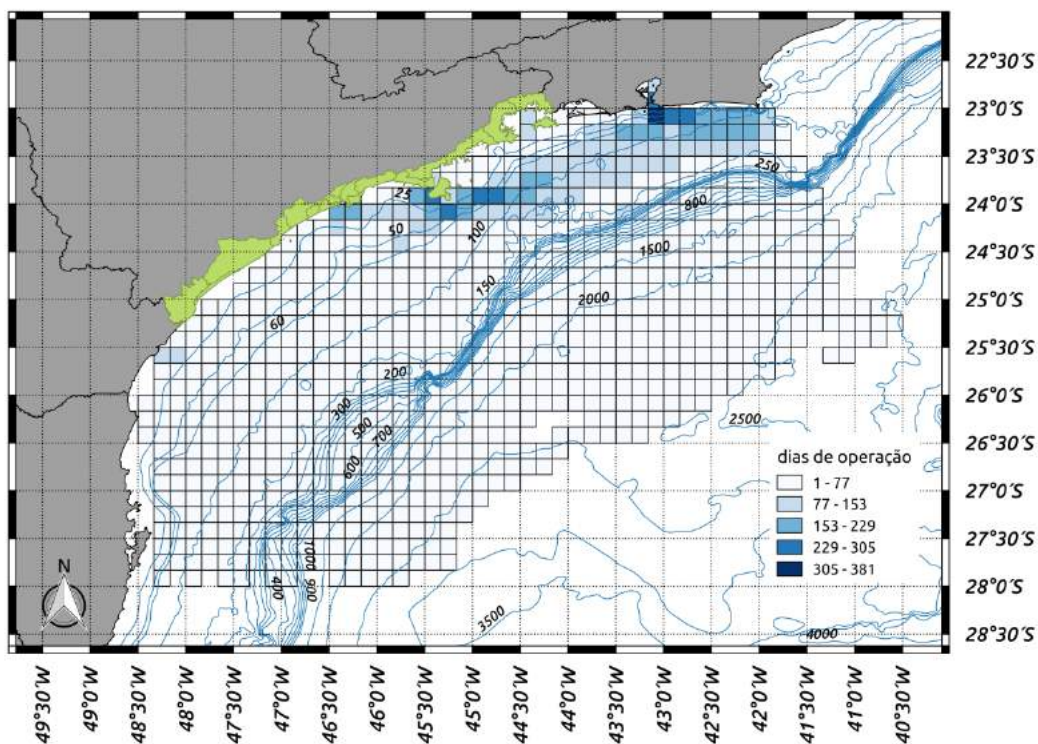 22°30´S
23°0´S
23°30´S
24°0´S
24°30´S
25°0´S
25°30´S
26°0´S
26°30´S
27°0´S
27°30´S
28°0´S
28°30´S
25
50
100
250
800
1500
150
2000
60
200
300
500
700
600
2500
1000
900
400
3500
4000
dias de operação
1 - 77
77 - 153
153 - 229
229 - 305
305 - 381
N
49°30´W
49°0´W
48°30´W
48°0´W
47°30´W
47°0´W
46°30´W
46°0´W
45°30´W
45°0´W
44°30´W
44°0´W
43°30´W
43°0´W
42°30´W
42°0´W
41°30´W
41°0´W
40°30´W